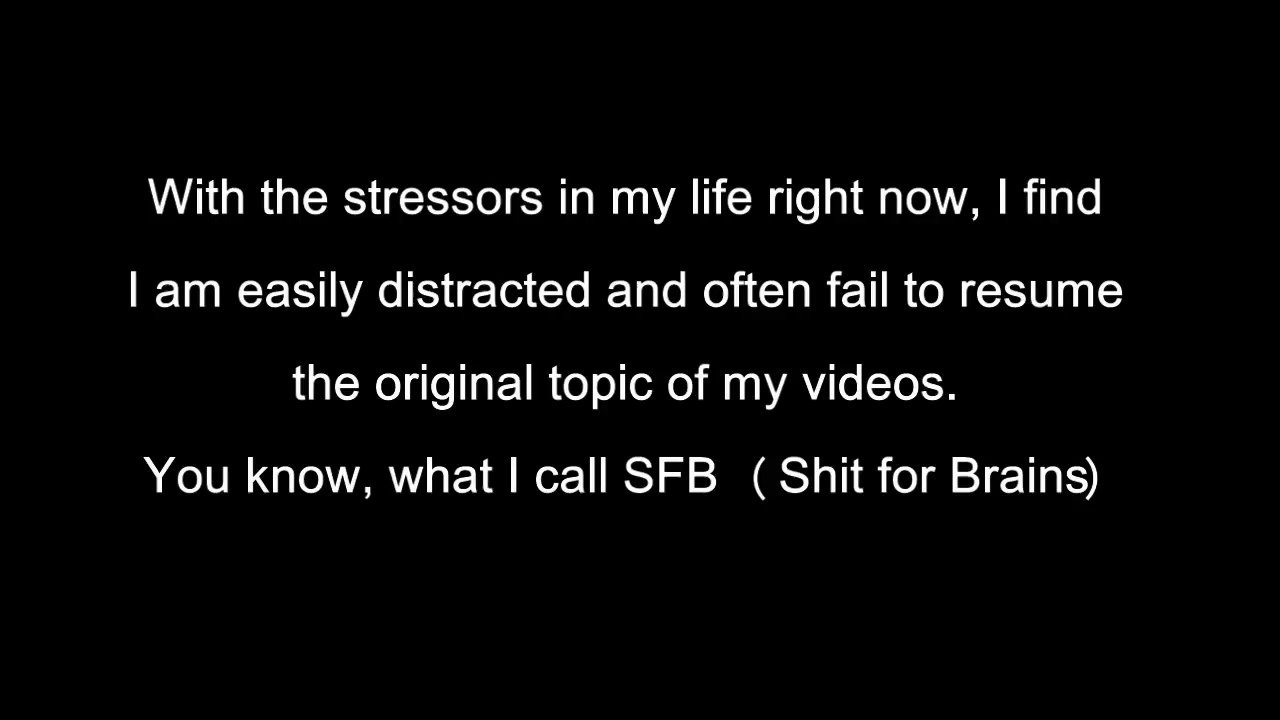 With the stressors in my life right now, I find
I am easily distracted and often fail to resume
the original topic of my videos.
You know, what I call SFB  ( Shit for Brains)